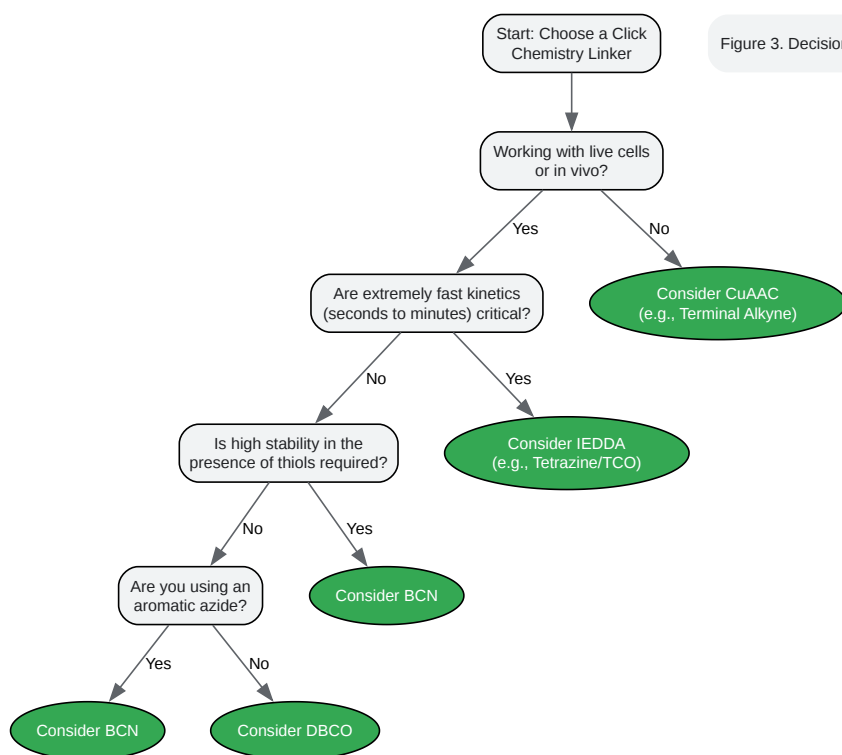 Start: Choose a Click
Chemistry Linker
Figure 3. Decision
Working with live cells
or in vivo?
Yes
No
Are extremely fast kinetics
(seconds to minutes) critical?
Consider CuAAC
(e.g., Terminal Alkyne)
No
Yes
Is high stability in the
presence of thiols required?
Consider IEDDA
(e.g., Tetrazine/TCO)
No
Yes
Are you using an
aromatic azide?
Consider BCN
Yes
No
Consider BCN
Consider DBCO